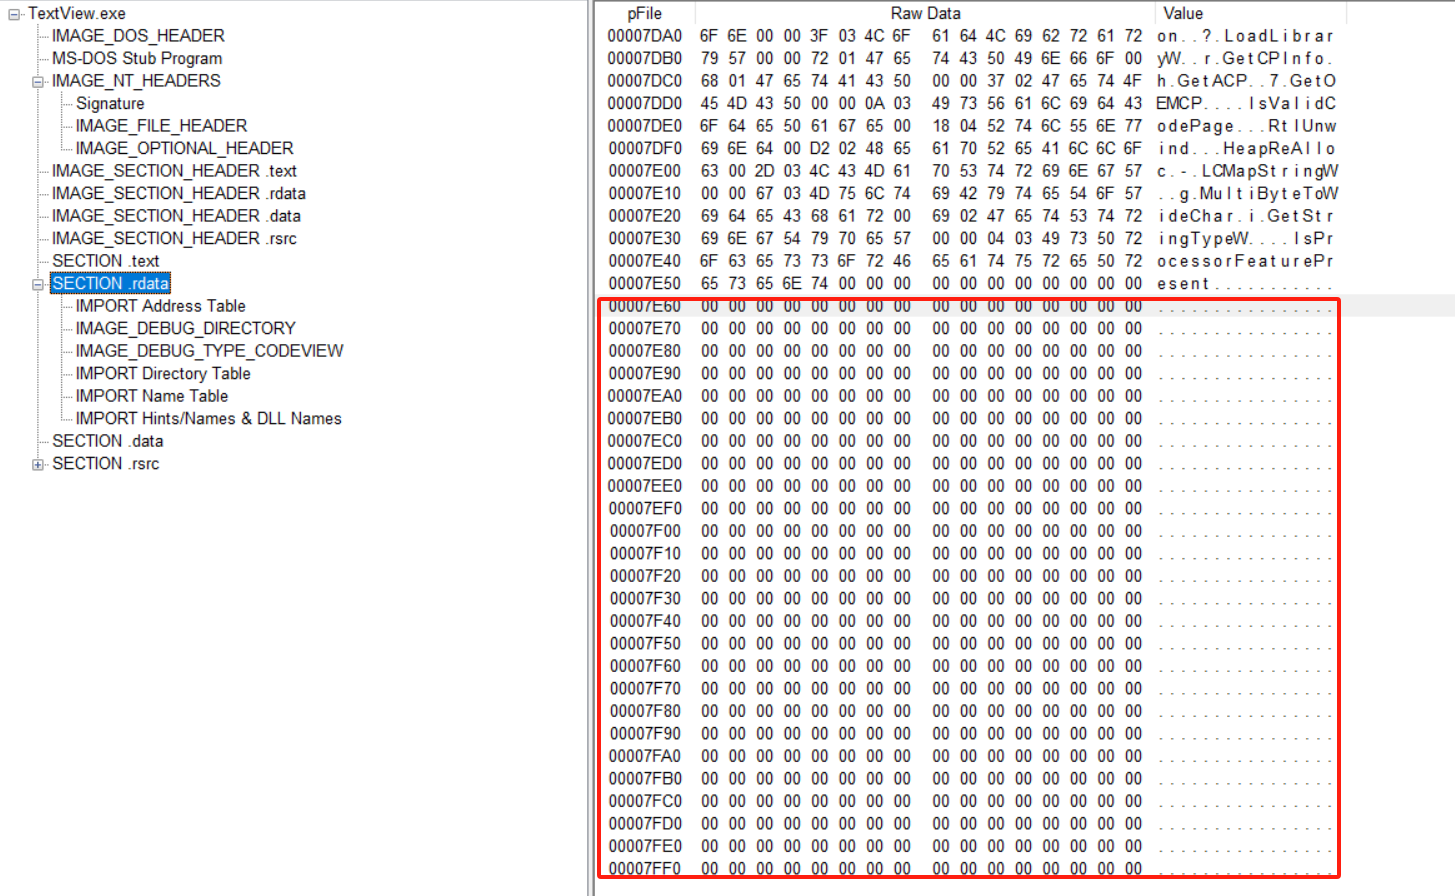 TextView.exe
IMAGE_DOS_HEADER
MS-DOS Stub Program
IMAGE_NT_HEADERS
Signature
IMAGE_FILE_HEADER
IMAGE_OPTIONAL_HEADER
IMAGE_SECTION_HEADER .text
IMAGE_SECTION_HEADER .rdata
IMAGE_SECTION_HEADER .data
IMAGE_SECTION_HEADER .rsrc
SECTION .text
SECTION .rdata
IMPORT Address Table
IMAGE_DEBUG_DIRECTORY
IMAGE_DEBUG_TYPE_CODEVIEW
IMPORT Directory Table
IMPORT Name Table
IMPORT Hints/Names & DLL Names
SECTION .data
SECTION .rsrc
pFile Raw Data Value
00007DA0 6F 6E 00 00 3F 03 4C 6F 61 64 4C 69 62 72 61 72 on..?.LoadLibrar
00007DB0 79 57 00 00 72 01 47 65 74 43 50 49 6E 66 6F 00 yW..r.GetCPInfo.
00007DC0 68 01 47 65 74 41 43 50 00 00 37 02 47 65 74 4F h.GetACP..7.GetO
00007DD0 45 4D 43 50 00 00 0A 03 49 73 56 61 6C 69 64 43 EMCP....IsValidC
00007DE0 6F 64 65 50 61 67 65 00 18 04 52 74 6C 55 6E 77 odePage...RtlUnw
00007DF0 69 6E 64 00 D2 02 48 65 61 70 52 65 41 6C 6C 6F ind...HeapReAllo
00007E00 63 00 2D 03 4C 43 4D 61 70 53 74 72 69 6E 67 57 c.-.LCMapStringW
00007E10 00 00 67 03 4D 75 6C 74 69 42 79 74 65 54 6F 57 ..g.MultiByteToW
00007E20 69 64 65 43 68 61 72 00 69 02 47 65 74 53 74 72 ideChar.i.GetStr
00007E30 69 6E 67 54 79 70 65 57 00 00 04 03 49 73 50 72 ingTypeW....IsPr
00007E40 6F 63 65 73 73 6F 72 46 65 61 74 75 72 65 50 72 ocessorFeaturePr
00007E50 65 73 65 6E 74 00 00 00 00 00 00 00 00 00 00 00 esent...........
00007E60 00 00 00 00 00 00 00 00 00 00 00 00 00 00 00 00 ................
00007E70 00 00 00 00 00 00 00 00 00 00 00 00 00 00 00 00 ................
00007E80 00 00 00 00 00 00 00 00 00 00 00 00 00 00 00 00 ................
00007E90 00 00 00 00 00 00 00 00 00 00 00 00 00 00 00 00 ................
00007EA0 00 00 00 00 00 00 00 00 00 00 00 00 00 00 00 00 ................
00007EB0 00 00 00 00 00 00 00 00 00 00 00 00 00 00 00 00 ................
00007EC0 00 00 00 00 00 00 00 00 00 00 00 00 00 00 00 00 ................
00007ED0 00 00 00 00 00 00 00 00 00 00 00 00 00 00 00 00 ................
00007EE0 00 00 00 00 00 00 00 00 00 00 00 00 00 00 00 00 ................
00007EF0 00 00 00 00 00 00 00 00 00 00 00 00 00 00 00 00 ................
00007F00 00 00 00 00 00 00 00 00 00 00 00 00 00 00 00 00 ................
00007F10 00 00 00 00 00 00 00 00 00 00 00 00 00 00 00 00 ................
00007F20 00 00 00 00 00 00 00 00 00 00 00 00 00 00 00 00 ................
00007F30 00 00 00 00 00 00 00 00 00 00 00 00 00 00 00 00 ................
00007F40 00 00 00 00 00 00 00 00 00 00 00 00 00 00 00 00 ................
00007F50 00 00 00 00 00 00 00 00 00 00 00 00 00 00 00 00 ................
00007F60 00 00 00 00 00 00 00 00 00 00 00 00 00 00 00 00 ................
00007F70 00 00 00 00 00 00 00 00 00 00 00 00 00 00 00 00 ................
00007F80 00 00 00 00 00 00 00 00 00 00 00 00 00 00 00 00 ................
00007F90 00 00 00 00 00 00 00 00 00 00 00 00 00 00 00 00 ................
00007FA0 00 00 00 00 00 00 00 00 00 00 00 00 00 00 00 00 ................
00007FB0 00 00 00 00 00 00 00 00 00 00 00 00 00 00 00 00 ................
00007FC0 00 00 00 00 00 00 00 00 00 00 00 00 00 00 00 00 ................
00007FD0 00 00 00 00 00 00 00 00 00 00 00 00 00 00 00 00 ................
00007FE0 00 00 00 00 00 00 00 00 00 00 00 00 00 00 00 00 ................
00007FF0 00 00 00 00 00 00 00 00 00 00 00 00 00 00 00 00 ................